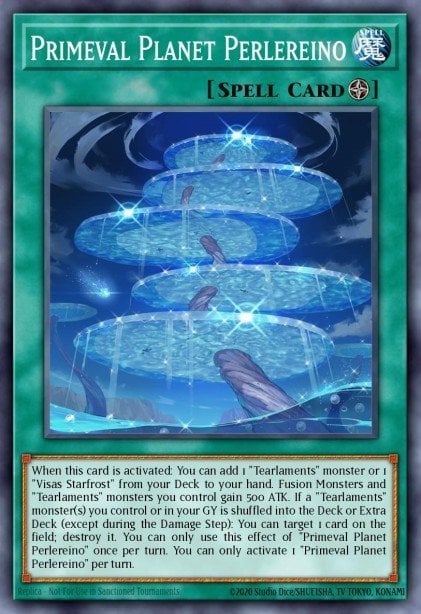 PRIMEVAL PLANET PERLEREINO
SPELL
魔
[SPELL CARD]
When this card is activated: You can add 1 "Tearlaments" monster or 1
"Visas Starfrost" from your Deck to your hand. Fusion Monsters and
"Tearlaments" monsters you control gain 500 ATK. If a "Tearlaments"
monster(s) you control or in your GY is shuffled into the Deck or Extra
Deck (except during the Damage Step): You can target 1 card on the
field; destroy it. You can only use this effect of "Primeval Planet
Perlereino" once per turn. You can only activate 1 "Primeval Planet
Perlereino" per turn.
Replica - Not For Use in Sanctioned Tournaments
©2020 Studio Dice/SHUEISHA, TV TOKYO, KONAMI